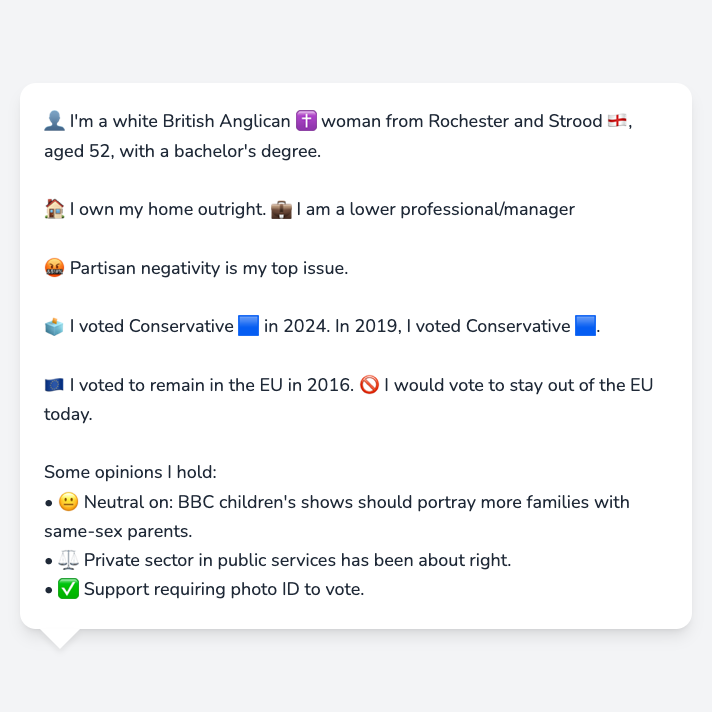 👤 I'm a white British Anglican ✝️ woman from Rochester and Strood 🏴󠁧󠁢󠁥󠁮󠁧󠁿,
aged 52, with a bachelor's degree.
🏠 I own my home outright. 💼 I am a lower professional/manager
🤬 Partisan negativity is my top issue.
🗳️ I voted Conservative 🟦 in 2024. In 2019, I voted Conservative 🟦.
🇪🇺 I voted to remain in the EU in 2016. 🚫 I would vote to stay out of the EU
today.
Some opinions I hold:
• 😐 Neutral on: BBC children's shows should portray more families with
same-sex parents.
• ⚖️ Private sector in public services has been about right.
• ✅ Support requiring photo ID to vote.